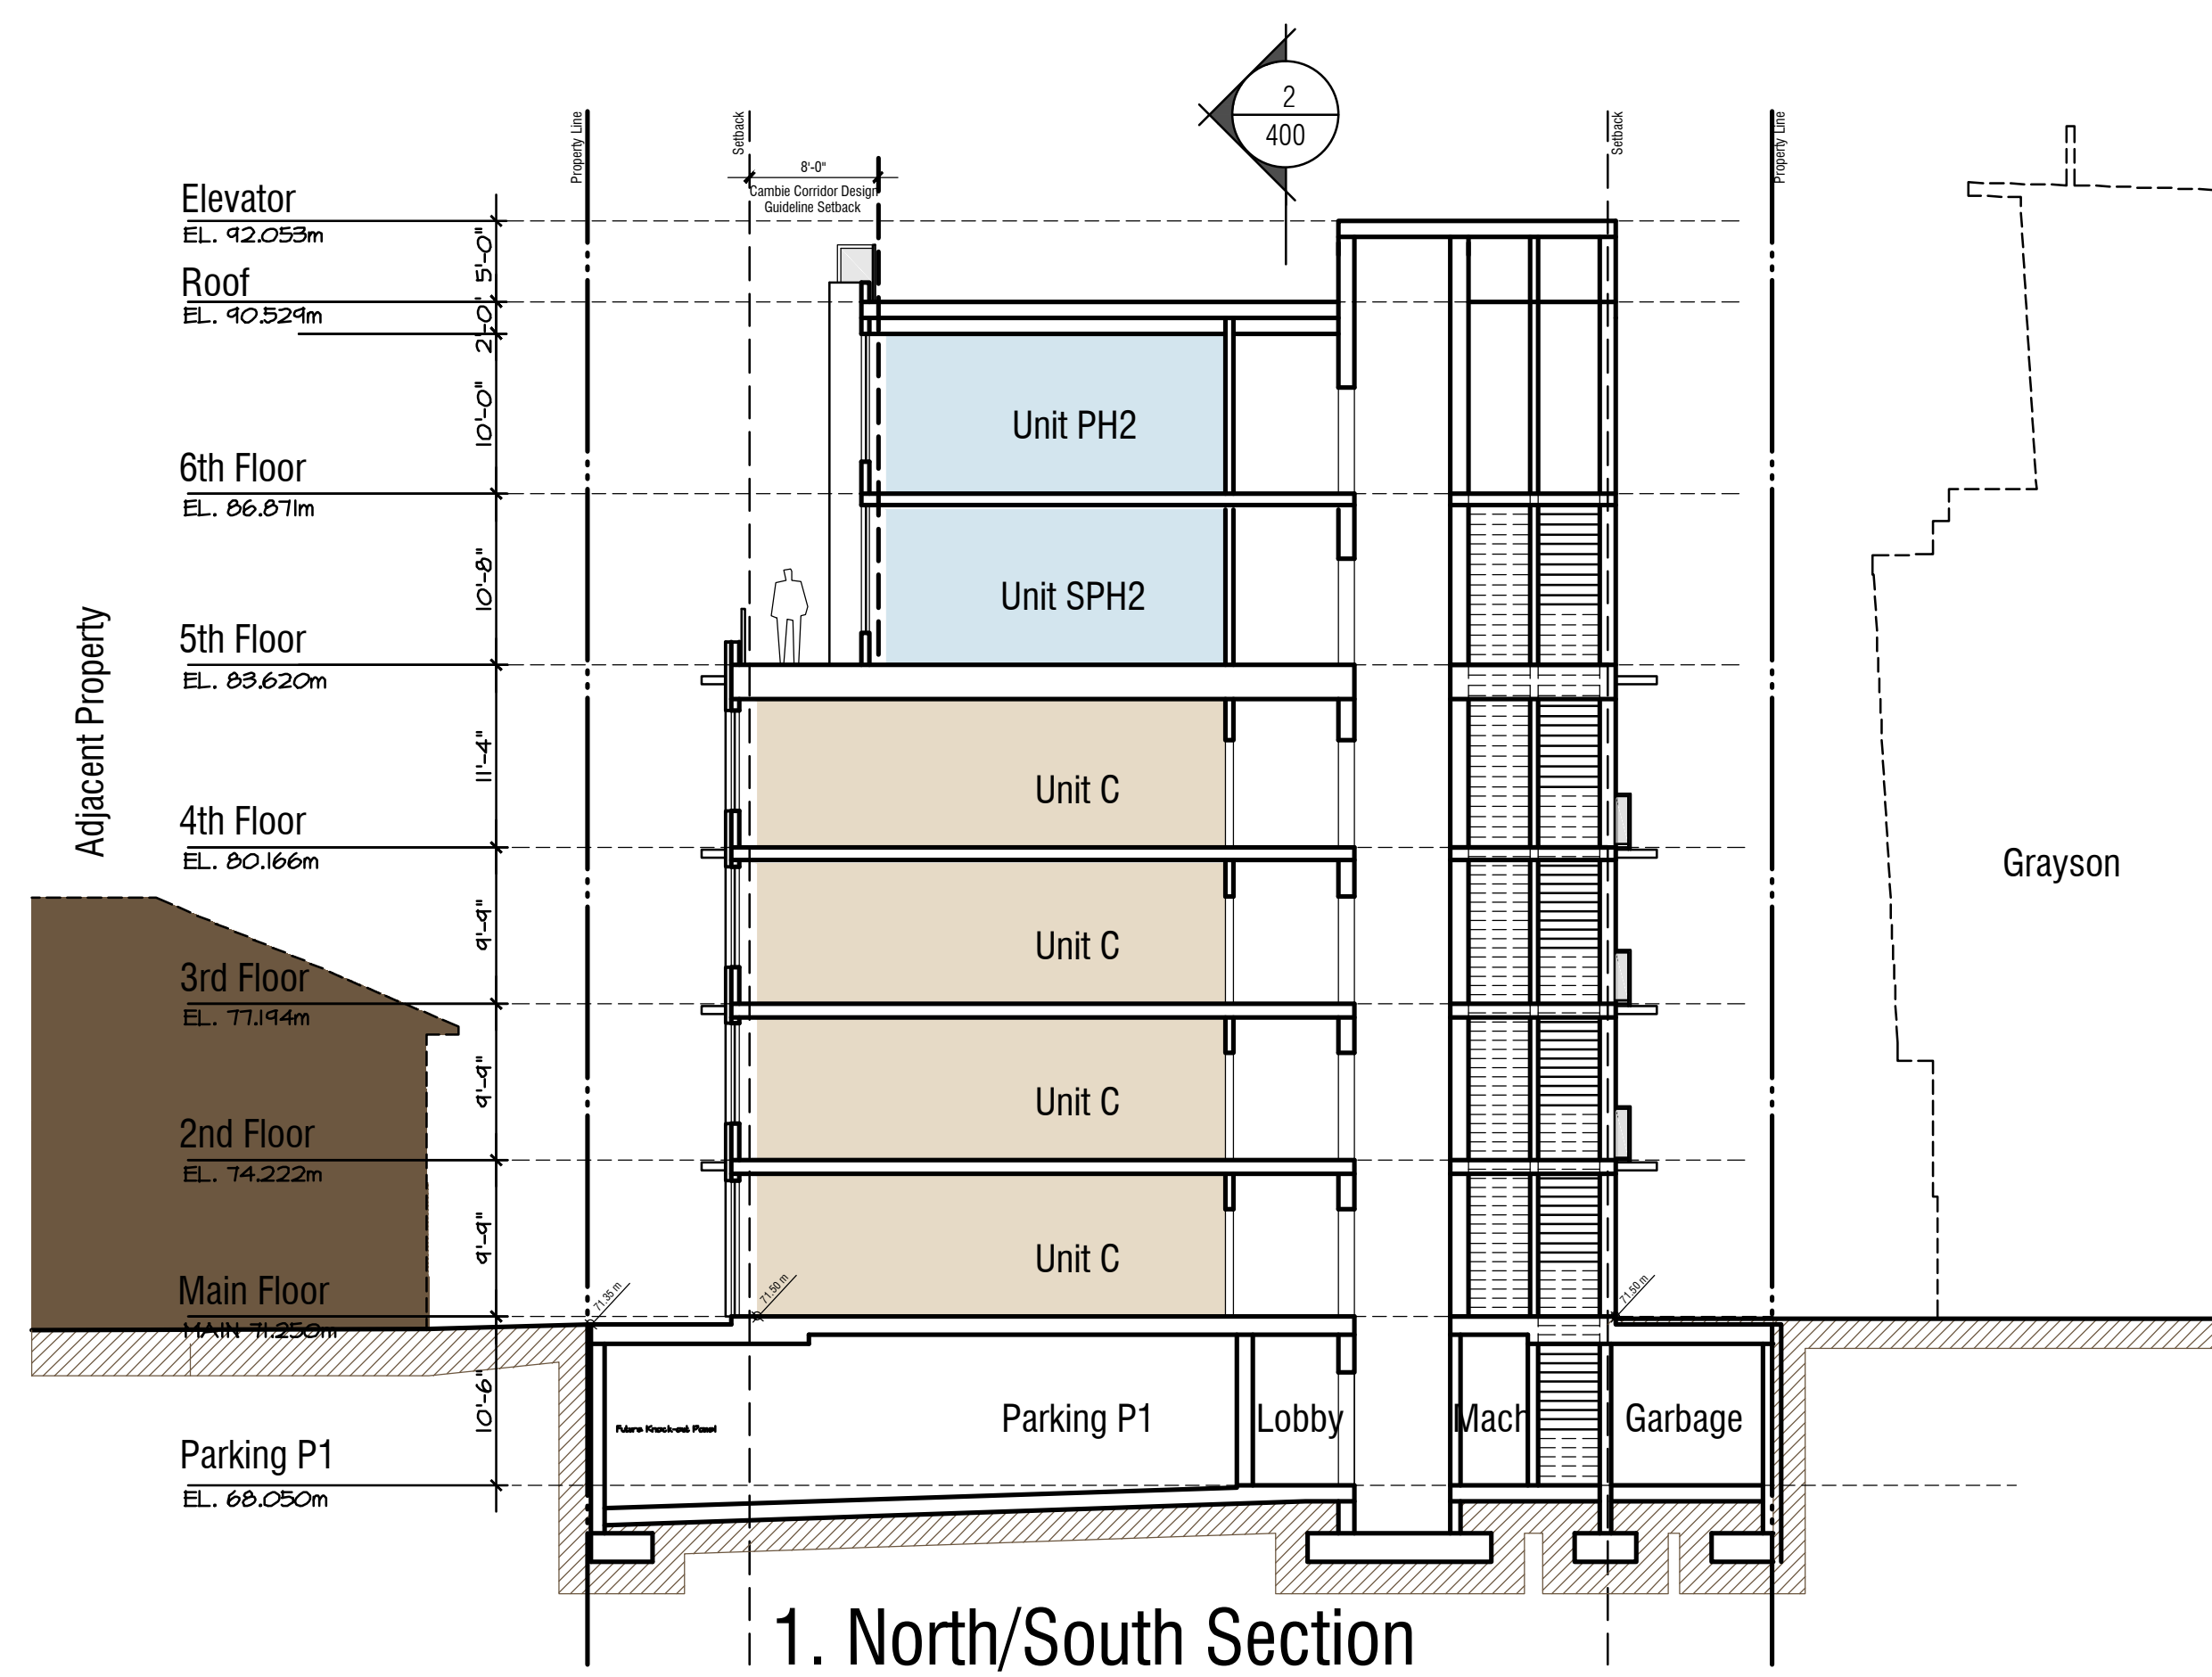 2
400
Property Line
Setback
8'-0"
Cambie Corridor Design
Guideline Setback
Setback
Property Line
Elevator
EL. 92.053m
5'-0"
Roof
EL. 90.529m
2'-0"
10'-0"
Unit PH2
6th Floor
EL. 86.871m
10'-8"
Unit SPH2
5th Floor
EL. 83.620m
Adjacent Property
11'-4"
Unit C
4th Floor
EL. 80.166m
Grayson
9'-9"
Unit C
3rd Floor
EL. 77.194m
9'-9"
Unit C
2nd Floor
EL. 74.222m
9'-9"
Unit C
Main Floor
MAIN 71.250m
71.35 m
71.50 m
71.50 m
10'-6"
Future Knock-out Panel
Parking P1
Lobby
Mach
Garbage
Parking P1
EL. 68.050m
1. North/South Section